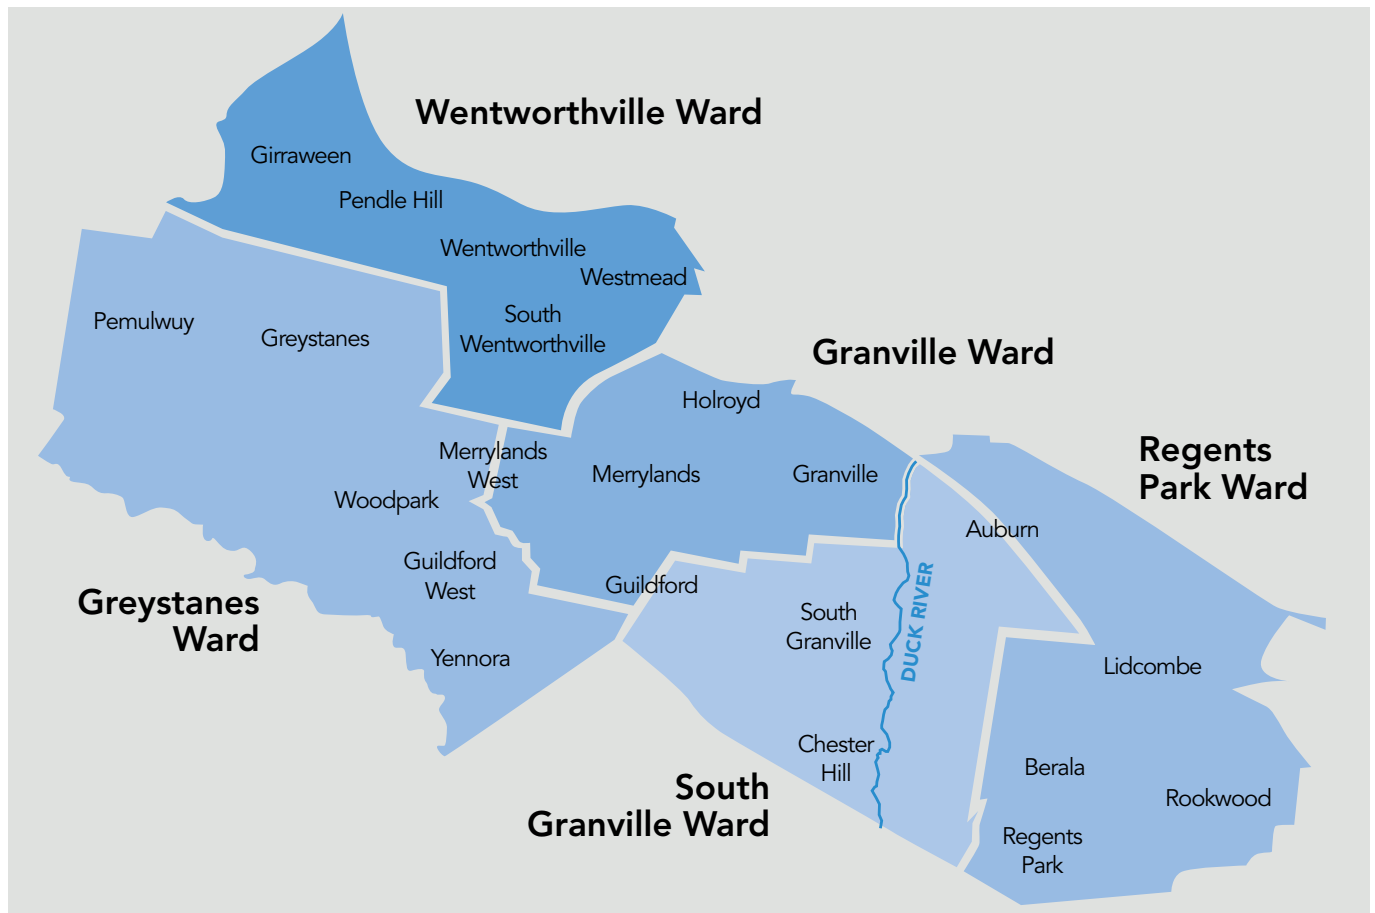 Wentworthville Ward
Girraween
Pendle Hill
Wentworthville
Westmead
South
Wentworthville
Pemulwuy
Greystanes
Granville Ward
Holroyd
Merrylands
West
Merrylands
Granville
Regents
Park Ward
Woodpark
Auburn
Guildford
West
Guildford
Greystanes
Ward
South
Granville
DUCK RIVER
Yennora
Lidcombe
Chester
Hill
Berala
South
Granville Ward
Rookwood
Regents
Park